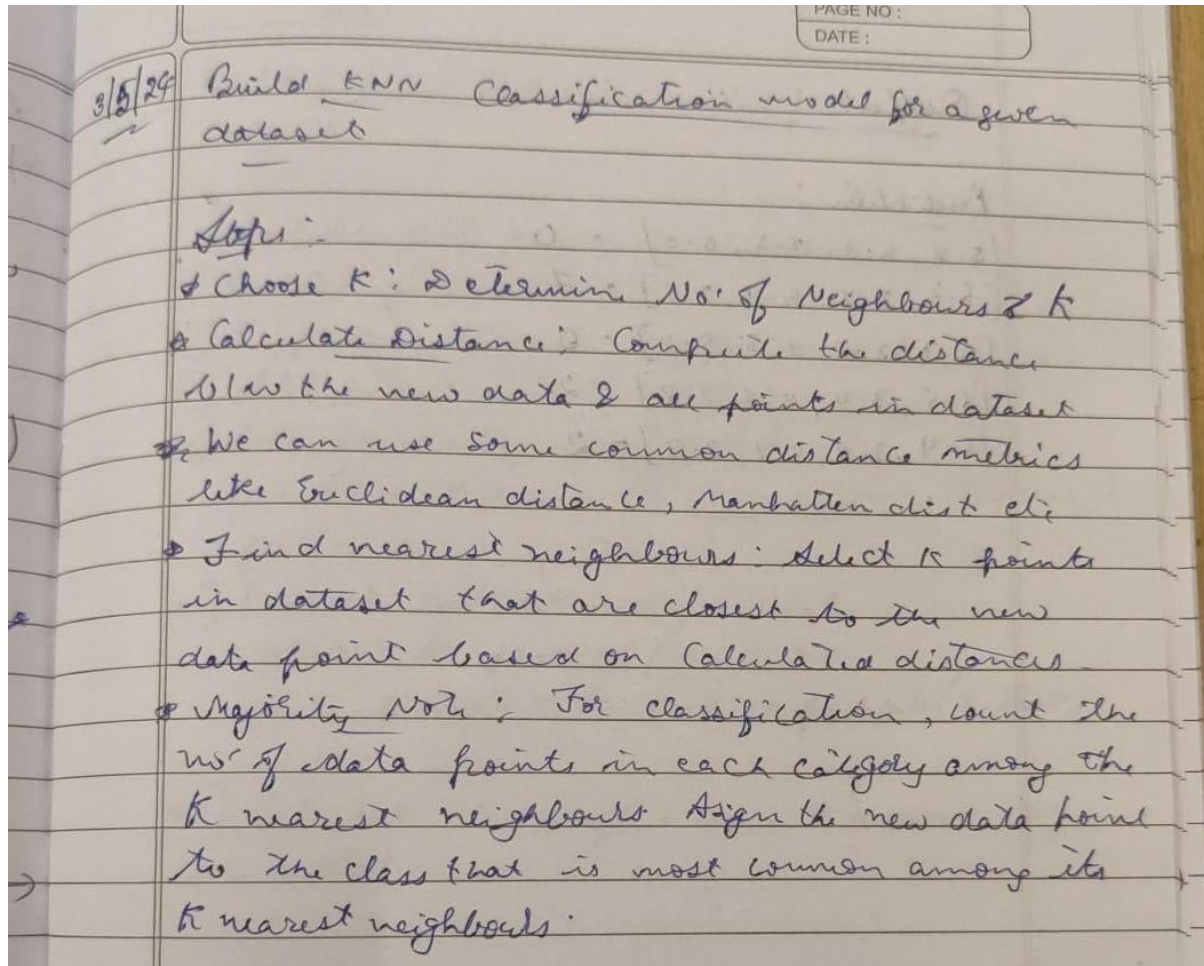 PAGE NO :
DATE :
3/5/24 Build KNN Classification model for a given
dataset
Steps :-
Choose K : Determine No. of Neighbours & K
Calculate Distance : Compute the distance
b/w the new data & all points in dataset
We can use some common distance metrics
like Euclidean distance, Manhatten dist etc
Find nearest neighbours : Select K points
in dataset that are closest to the new
data point based on Calculated distances
Majority Vote : For classification, count the
no. of data points in each category among the
K nearest neighbours Asign the new data point
to the class that is most common among its
K nearest neighbours.